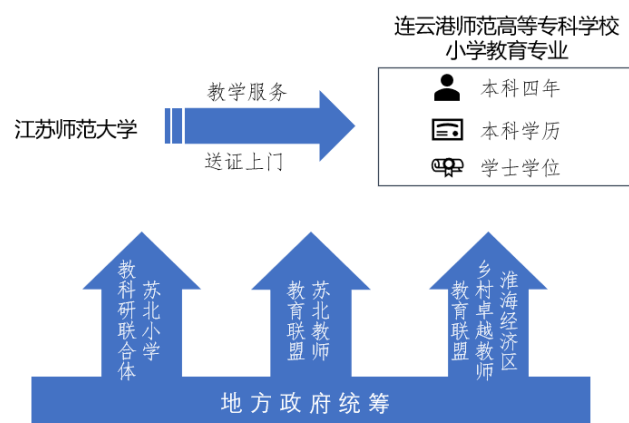 连云港师范高等专科学校
小学教育专业
江苏师范大学
教学服务
送证上门
本科四年
本科学历
学士学位
苏北小学
教科研联合体
苏北教师
教育联盟
淮海经济区
乡村卓越教师
教育联盟
地方政府统筹